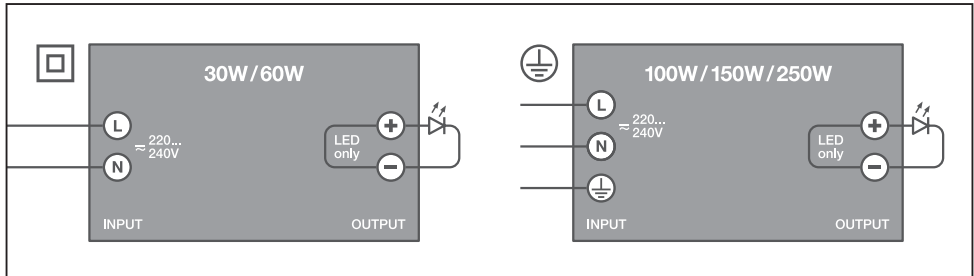 30W/60W
L
N
≂ 220...
240V
LED
only
+
−
INPUT
OUTPUT
100W/150W/250W
L
N
≂ 220...
240V
LED
only
+
−
INPUT
OUTPUT